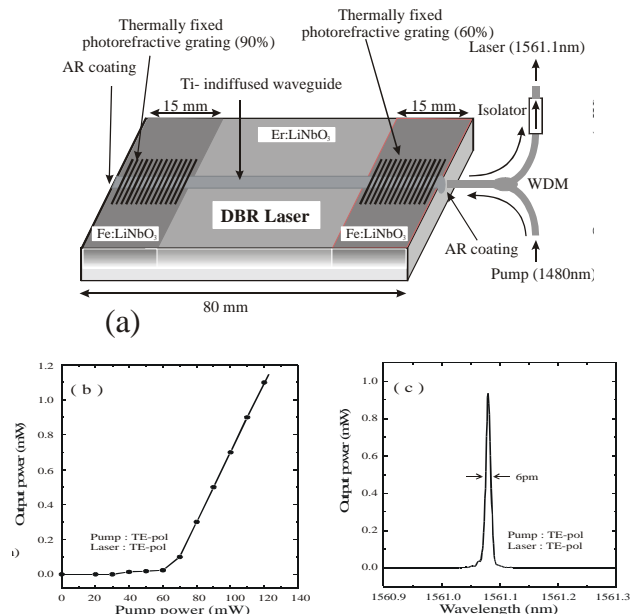 Thermally fixed
photorefractive grating (90%)
Thermally fixed
photorefractive grating (60%)
Laser (1561.1nm)
AR coating
Ti- indiffused waveguide
15 mm
15 mm
Isolator
Er:LiNbO3
WDM
DBR Laser
Fe:LiNbO3
Fe:LiNbO3
AR coating
Pump (1480nm)
80 mm
(a)
( b )
Output power (mW)
1.2
1.0
0.8
0.6
0.4
0.2
0.0
Pump : TE-pol
Laser : TE-pol
0 20 40 60 80 100 120 140
Pump power (mW)
( c )
Output power (mW)
1.0
0.8
0.6
0.4
0.2
0.0
6pm
Pump : TE-pol
Laser : TE-pol
1560.9 1561.0 1561.1 1561.2 1561.3
Wavelength (nm)